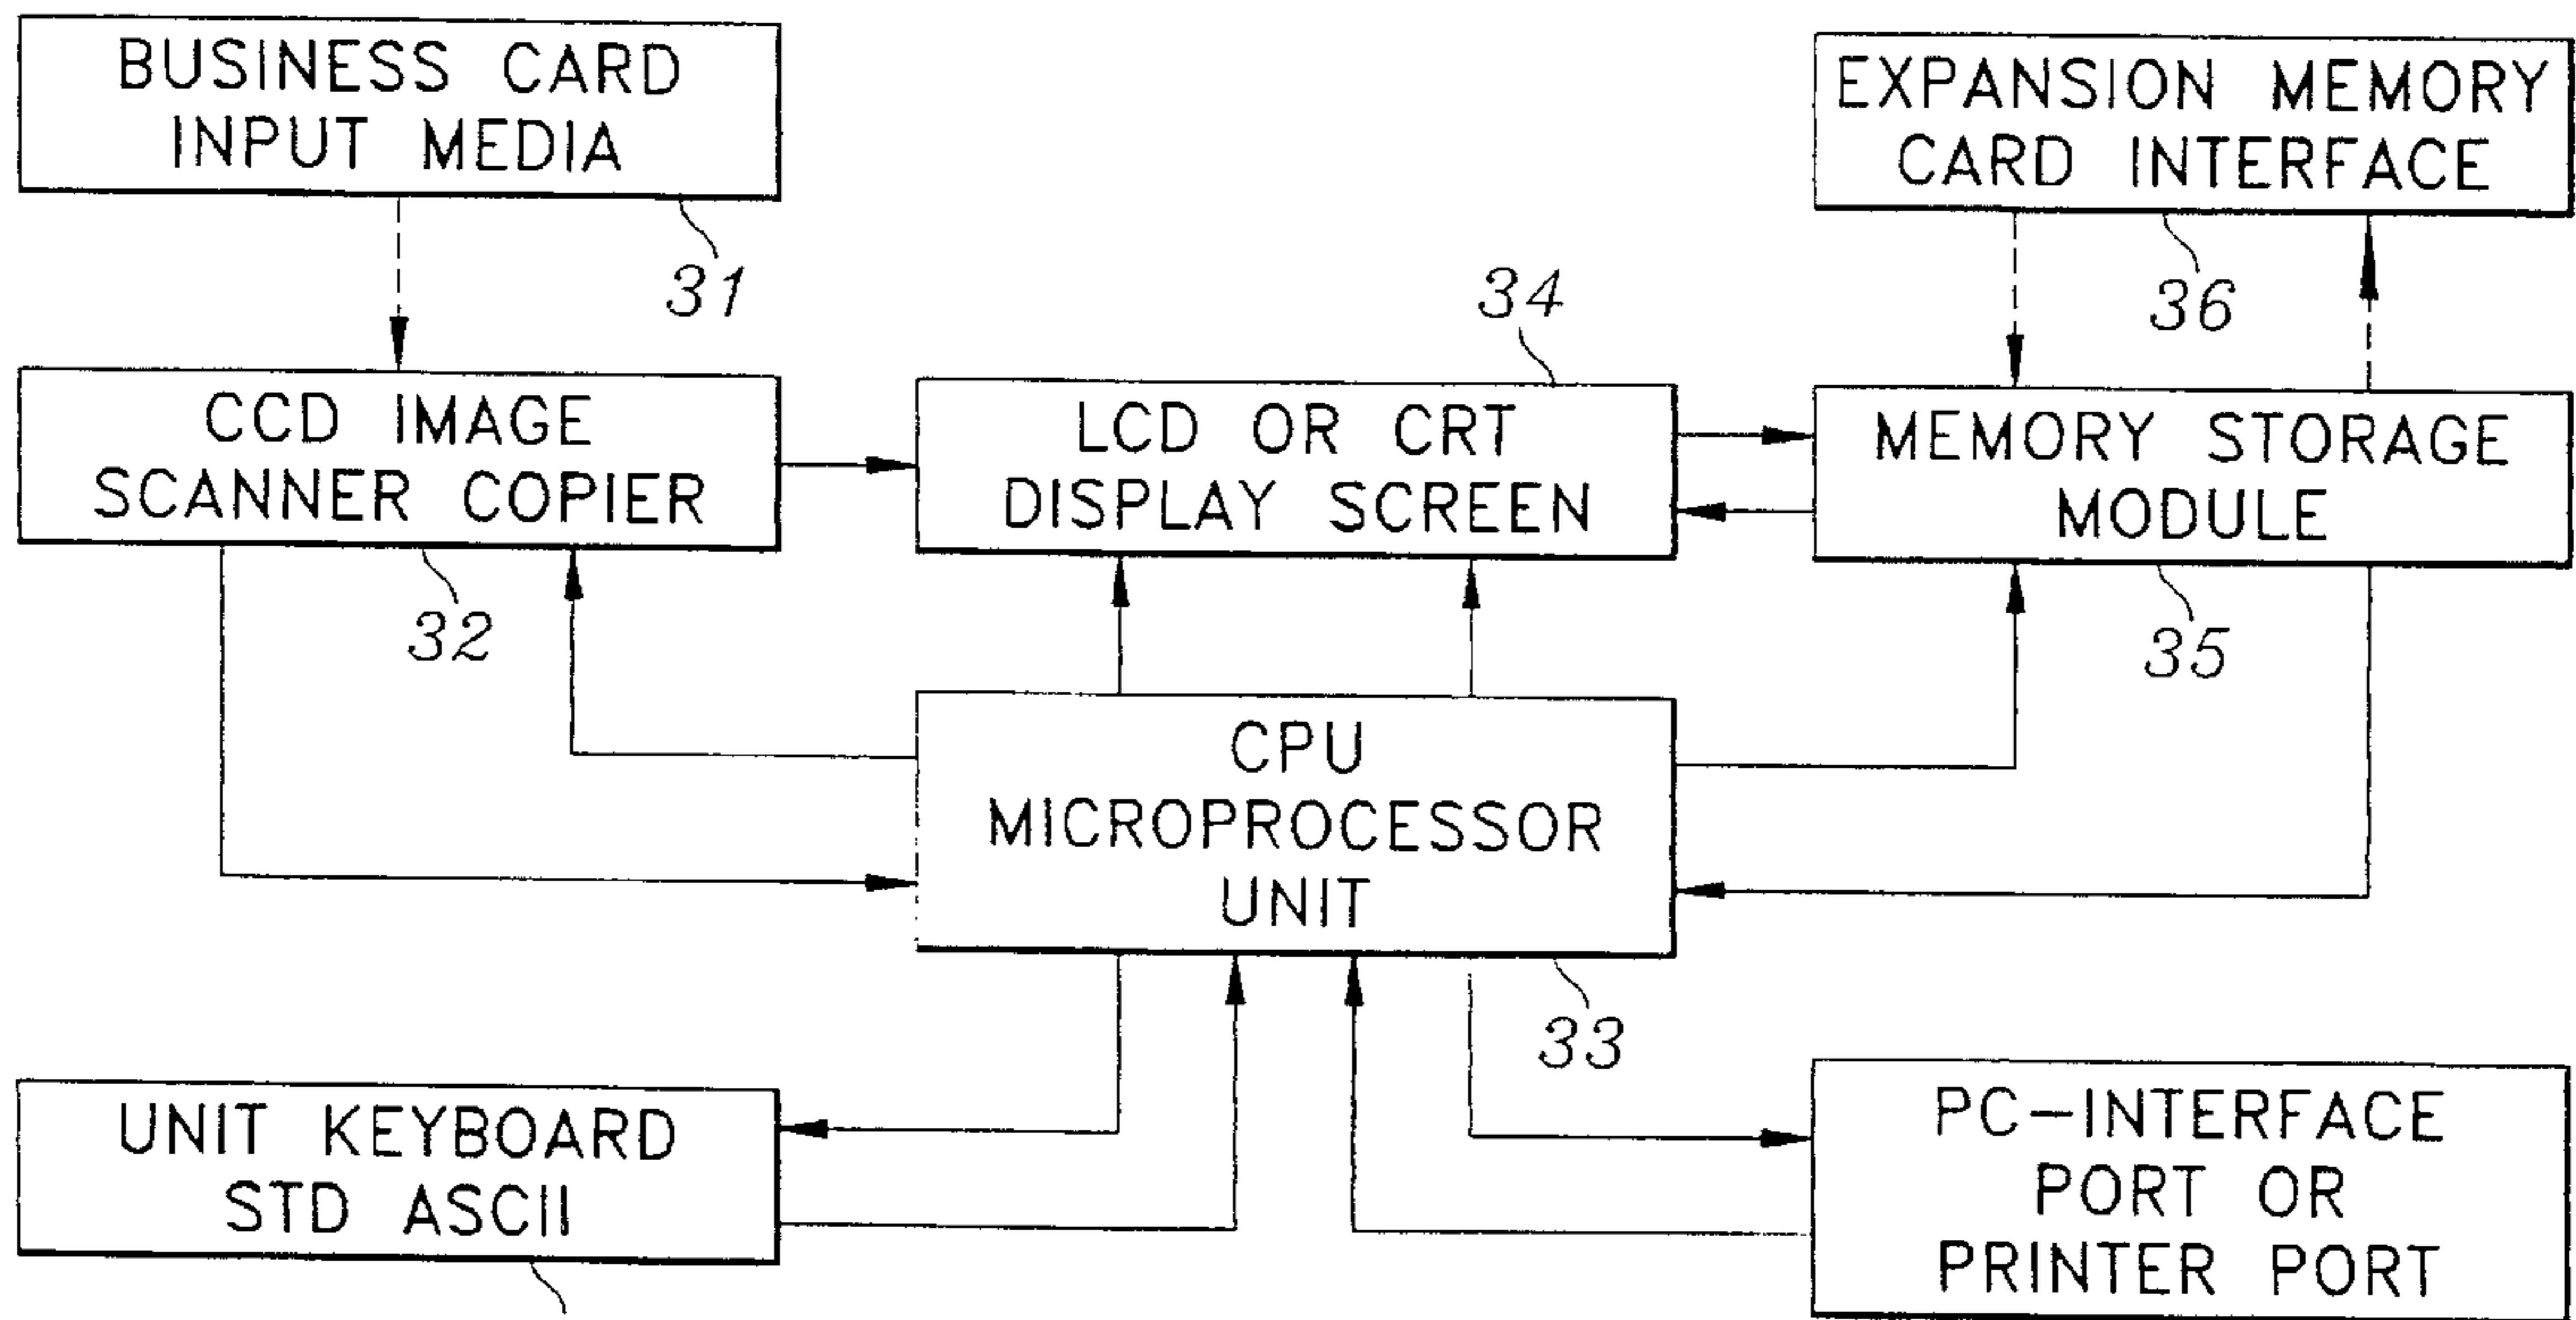 BUSINESS CARD
INPUT MEDIA
31
EXPANSION MEMORY
CARD INTERFACE
36
34
CCD IMAGE
SCANNER COPIER
32
LCD OR CRT
DISPLAY SCREEN
MEMORY STORAGE
MODULE
35
CPU
MICROPROCESSOR
UNIT
33
UNIT KEYBOARD
STD ASCII
PC-INTERFACE
PORT OR
PRINTER PORT